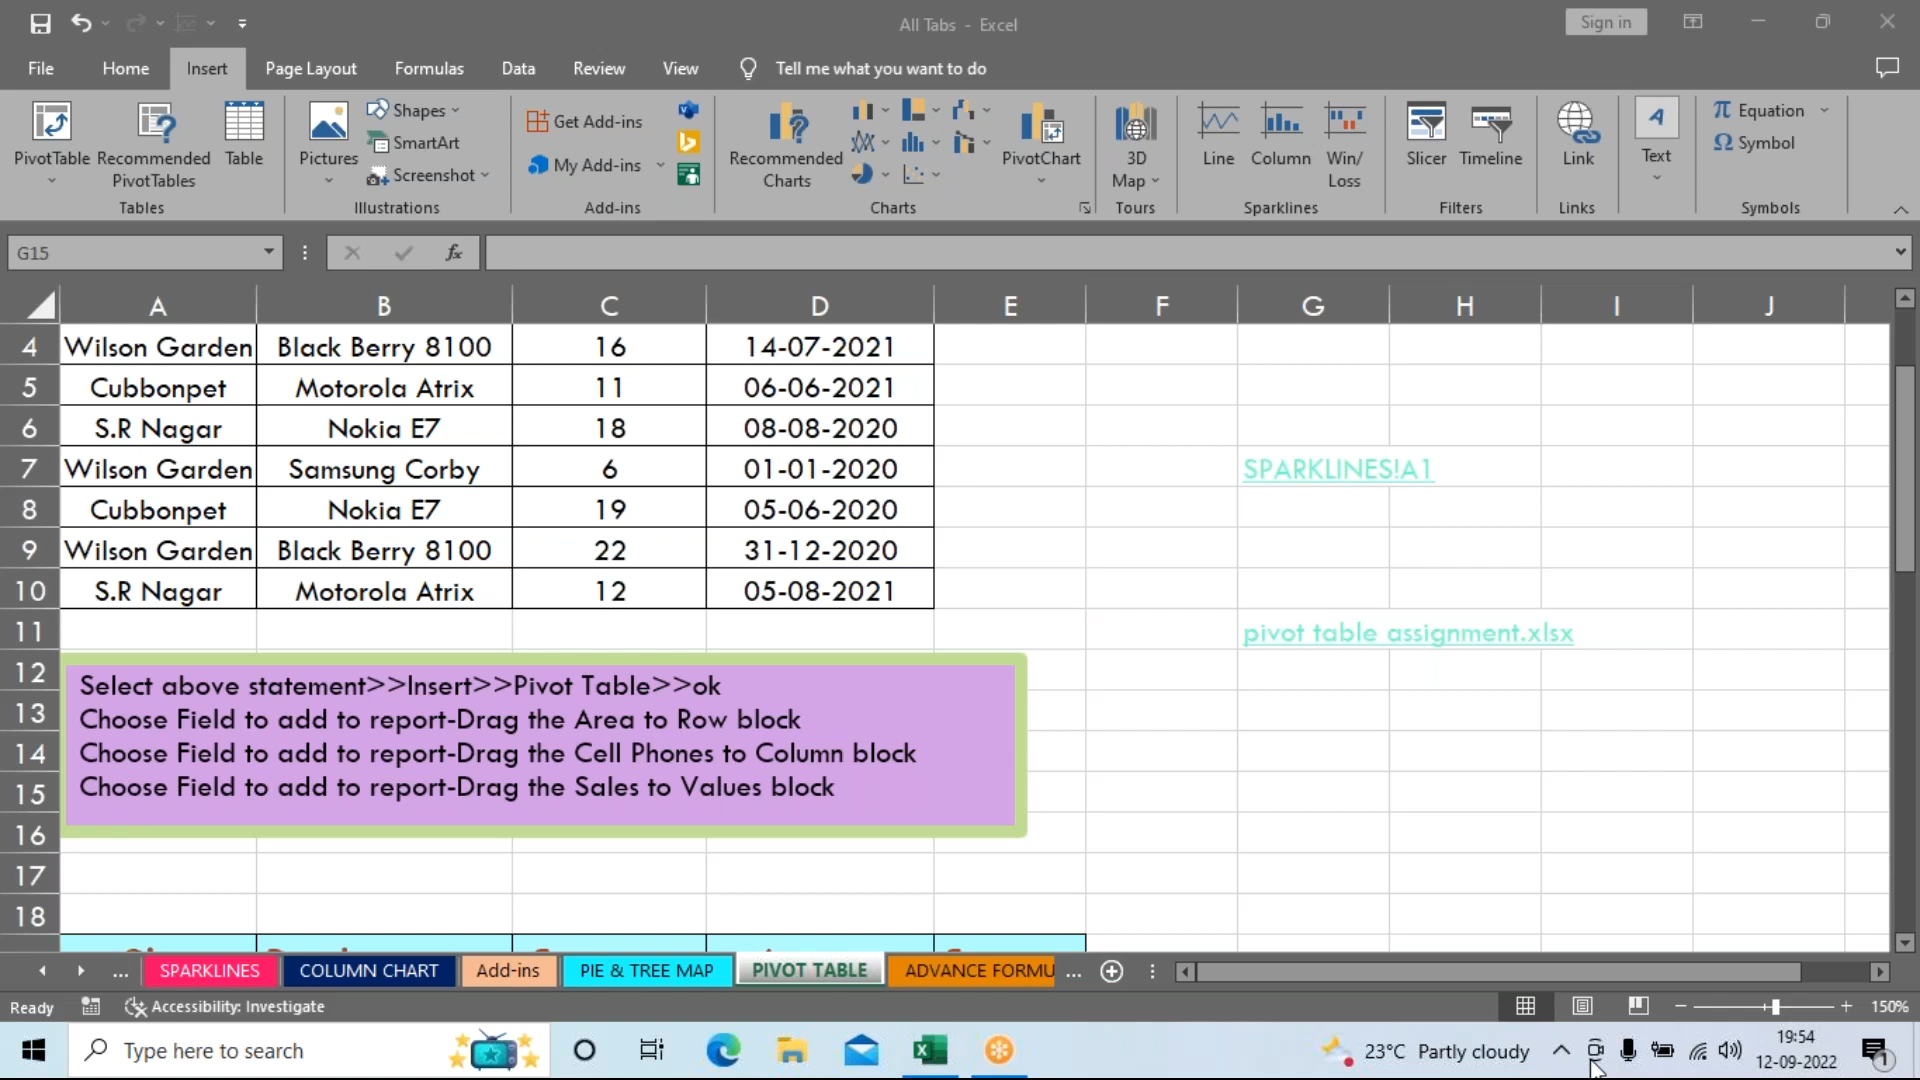 All Tabs - Excel
Sign in
File Home Insert Page Layout Formulas Data Review View Tell me what you want to do
PivotTable
Recommended PivotTables
Table
Tables
Pictures
Shapes
SmartArt
Screenshot
Illustrations
Get Add-ins
My Add-ins
Add-ins
Recommended Charts
PivotChart
Charts
3D Map
Tours
Line
Column
Win/Loss
Sparklines
Slicer
Timeline
Filters
Link
Links
A
Text
π Equation
Ω Symbol
Symbols
G15
fx
A B C D E F G H I J
4 Wilson Garden Black Berry 8100 16 14-07-2021
5 Cubbonpet Motorola Atrix 11 06-06-2021
6 S.R Nagar Nokia E7 18 08-08-2020
7 Wilson Garden Samsung Corby 6 01-01-2020 SPARKLINES!A1
8 Cubbonpet Nokia E7 19 05-06-2020
9 Wilson Garden Black Berry 8100 22 31-12-2020
10 S.R Nagar Motorola Atrix 12 05-08-2021
11 pivot table assignment.xlsx
12
13
14
15
16
17
18
Select above statement>>Insert>>Pivot Table>>ok
Choose Field to add to report-Drag the Area to Row block
Choose Field to add to report-Drag the Cell Phones to Column block
Choose Field to add to report-Drag the Sales to Values block
... SPARKLINES COLUMN CHART Add-ins PIE & TREE MAP PIVOT TABLE ADVANCE FORMU ...
Ready Accessibility: Investigate 150%
Type here to search
23°C Partly cloudy
19:54
12-09-2022
1